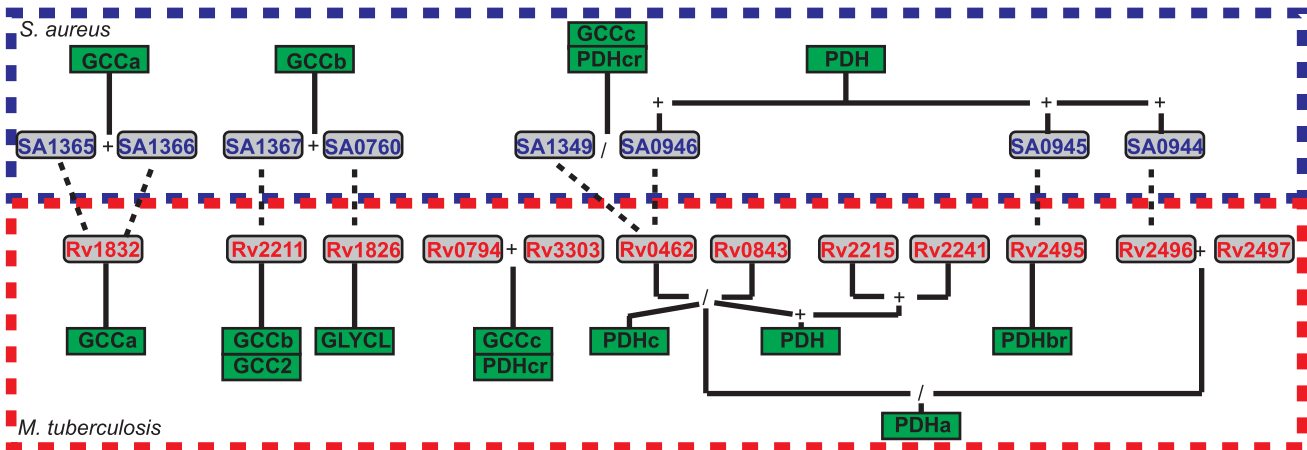 S. aureus
GCCa
GCCb
GCCc
PDHcr
PDH
+ + +
SA1365 + SA1366 SA1367 + SA0760 SA1349 / SA0946 SA0945 SA0944
Rv1832 Rv2211 Rv1826 Rv0794 + Rv3303 Rv0462 Rv0843 Rv2215 Rv2241 Rv2495 Rv2496 + Rv2497
/ +
+
GCCa
GCCb
GCC2
GLYCL
GCCc
PDHcr
PDHc
PDH
PDHbr
/
PDHa
M. tuberculosis